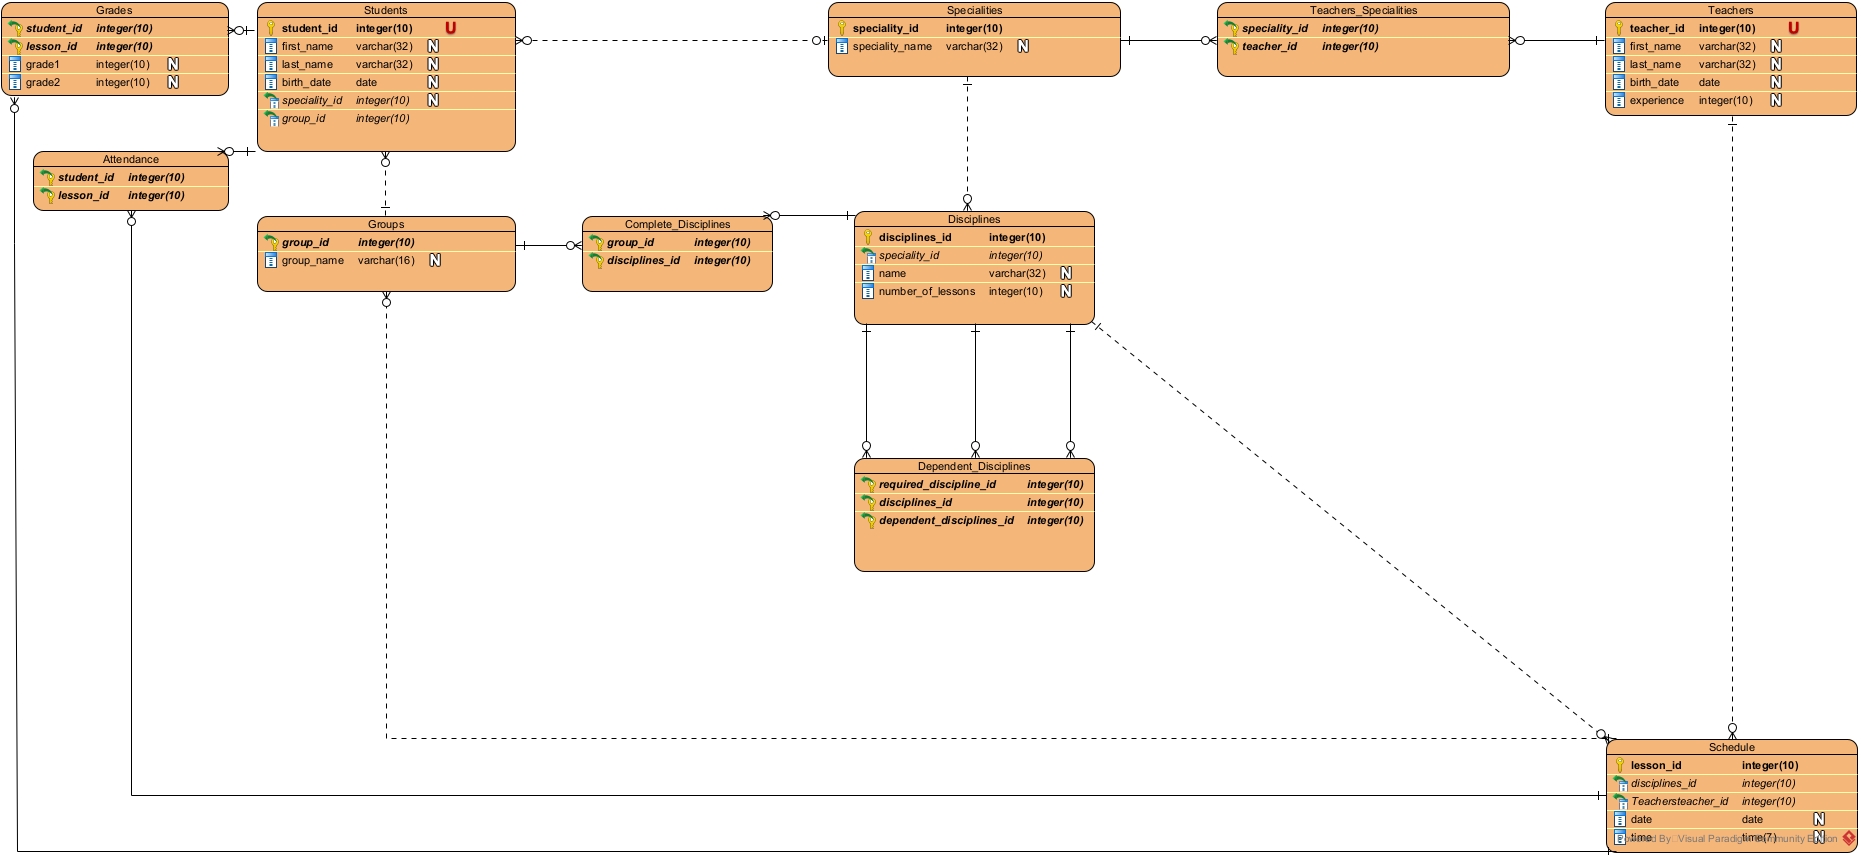 Grades
student_id integer(10)
lesson_id integer(10)
grade1 integer(10) N
grade2 integer(10) N
Students
student_id integer(10) U
first_name varchar(32) N
last_name varchar(32) N
birth_date date N
speciality_id integer(10) N
group_id integer(10)
Specialities
speciality_id integer(10)
speciality_name varchar(32) N
Teachers_Specialities
speciality_id integer(10)
teacher_id integer(10)
Teachers
teacher_id integer(10) U
first_name varchar(32) N
last_name varchar(32) N
birth_date date N
experience integer(10) N
Attendance
student_id integer(10)
lesson_id integer(10)
Groups
group_id integer(10)
group_name varchar(16) N
Complete_Disciplines
group_id integer(10)
disciplines_id integer(10)
Disciplines
disciplines_id integer(10)
speciality_id integer(10)
name varchar(32) N
number_of_lessons integer(10) N
Dependent_Disciplines
required_discipline_id integer(10)
disciplines_id integer(10)
dependent_disciplines_id integer(10)
Schedule
lesson_id integer(10)
disciplines_id integer(10)
Teachersteacher_id integer(10)
date date N
time time(7) N
Powered By Visual Paradigm Community Edition